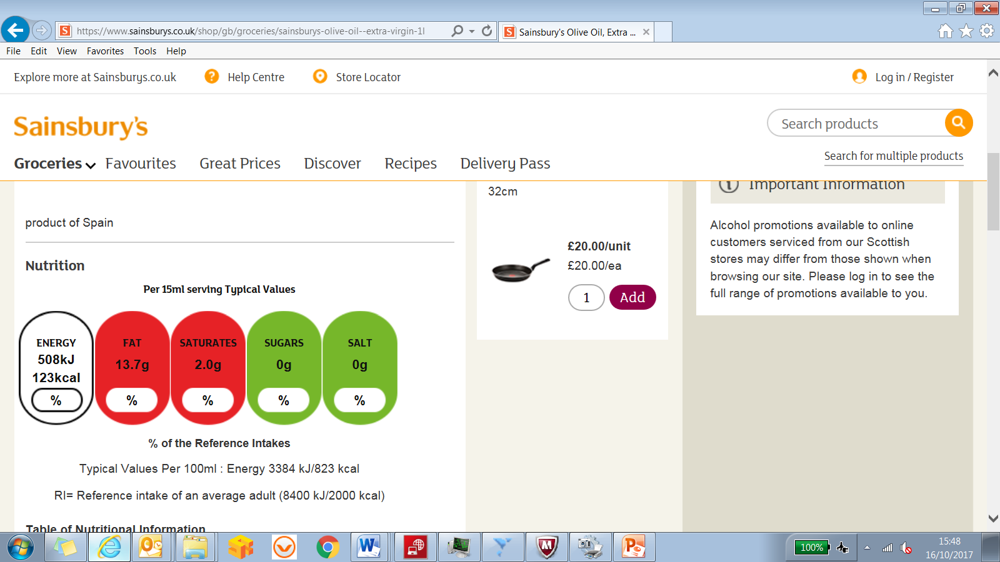 https://www.sainsburys.co.uk/shop/gb/groceries/sainsburys-olive-oil--extra-virgin-1l
Sainsbury's Olive Oil, Extra ...
File Edit View Favorites Tools Help
Explore more at Sainsburys.co.uk Help Centre Store Locator Log in / Register
Sainsbury's
Search products
Groceries Favourites Great Prices Discover Recipes Delivery Pass
Search for multiple products
32cm
Important Information
product of Spain
Nutrition
Per 15ml serving Typical Values
ENERGY
508kJ
123kcal
%
FAT
13.7g
%
SATURATES
2.0g
%
SUGARS
0g
%
SALT
0g
%
% of the Reference Intakes
Typical Values Per 100ml : Energy 3384 kJ/823 kcal
RI= Reference intake of an average adult (8400 kJ/2000 kcal)
Table of Nutritional Information
£20.00/unit
£20.00/ea
1 Add
Alcohol promotions available to online
customers serviced from our Scottish
stores may differ from those shown when
browsing our site. Please log in to see the
full range of promotions available to you.
100%
15:48
16/10/2017